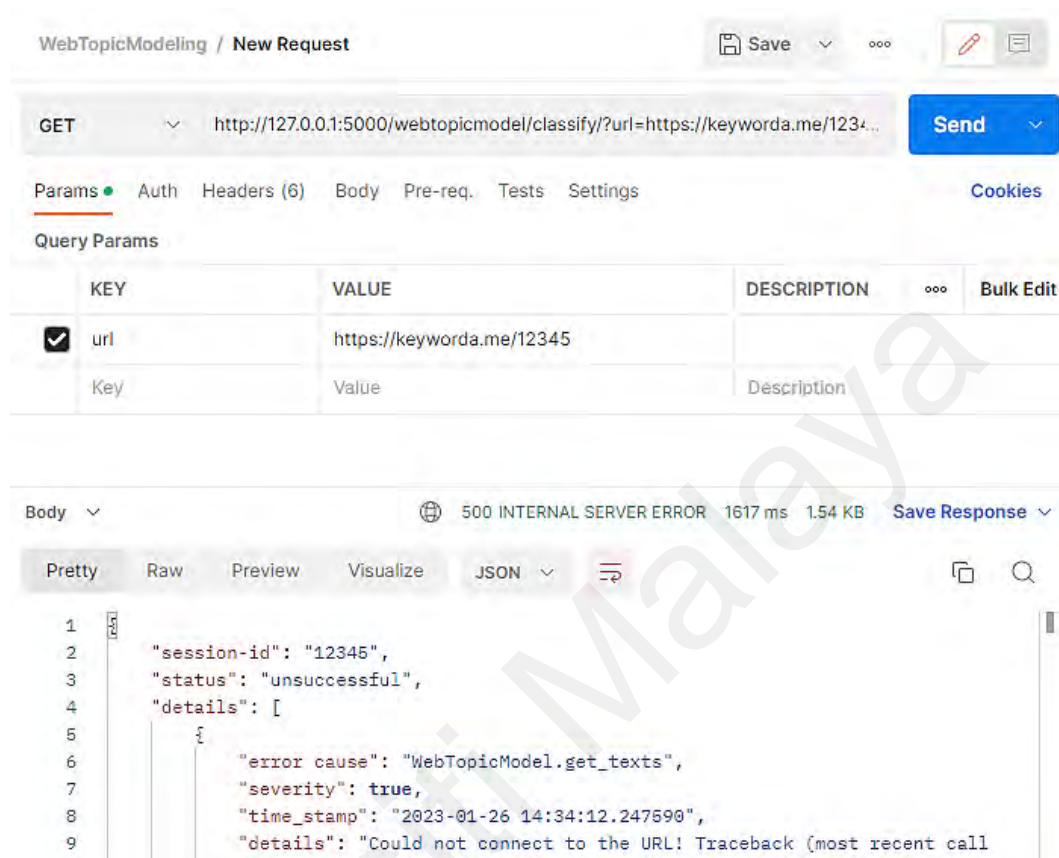 WebTopicModeling / New Request Save
GET http://127.0.0.1:5000/webtopicmodel/classify/?url=https://keyworda.me/1234... Send
Params Auth Headers (6) Body Pre-req. Tests Settings Cookies
Query Params
KEY VALUE DESCRIPTION Bulk Edit
url https://keyworda.me/12345
Key Value Description
Body 500 INTERNAL SERVER ERROR 1617 ms 1.54 KB Save Response
Pretty Raw Preview Visualize JSON
1 {
2 "session-id": "12345",
3 "status": "unsuccessful",
4 "details": [
5 {
6 "error cause": "WebTopicModel.get_texts",
7 "severity": true,
8 "time_stamp": "2023-01-26 14:34:12.247590",
9 "details": "Could not connect to the URL! Traceback (most recent call
iti Malaya